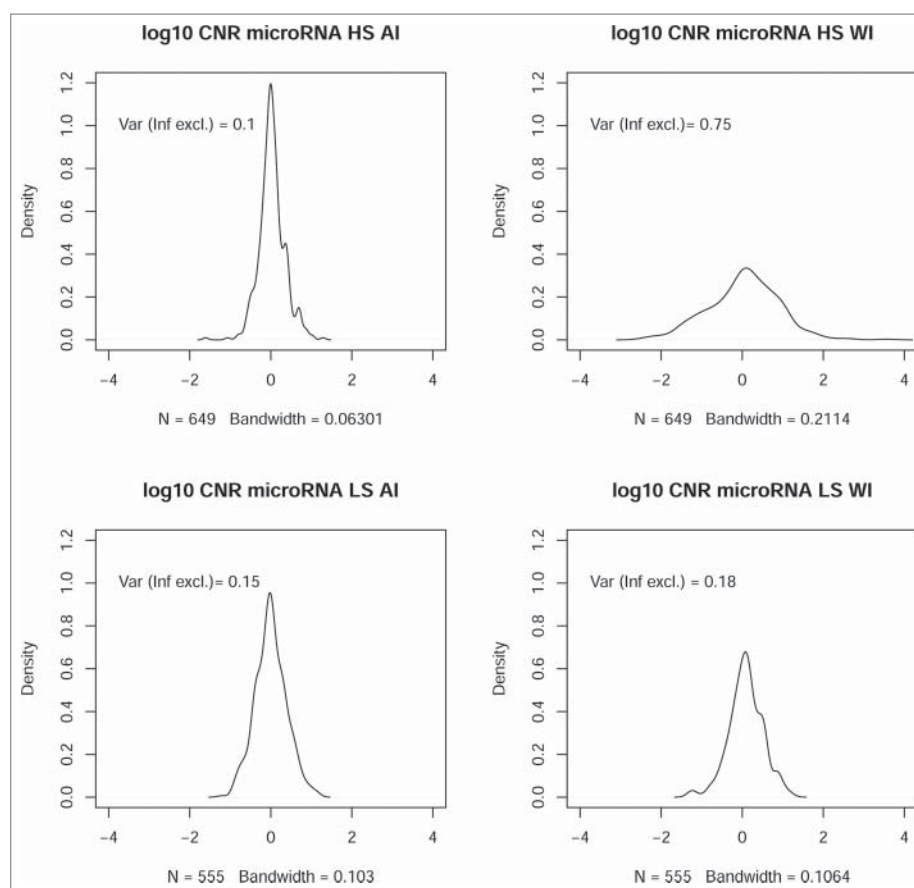 log10 CNR microRNA HS AI
Var (Inf excl.) = 0.1
Density
0.0 0.2 0.4 0.6 0.8 1.0 1.2
−4 −2 0 2 4
N = 649 Bandwidth = 0.06301
log10 CNR microRNA HS WI
Var (Inf excl.)= 0.75
Density
0.0 0.2 0.4 0.6 0.8 1.0 1.2
−4 −2 0 2 4
N = 649 Bandwidth = 0.2114
log10 CNR microRNA LS AI
Var (Inf excl.)= 0.15
Density
0.0 0.2 0.4 0.6 0.8 1.0 1.2
−4 −2 0 2 4
N = 555 Bandwidth = 0.103
log10 CNR microRNA LS WI
Var (Inf excl.)= 0.18
Density
0.0 0.2 0.4 0.6 0.8 1.0 1.2
−4 −2 0 2 4
N = 555 Bandwidth = 0.1064